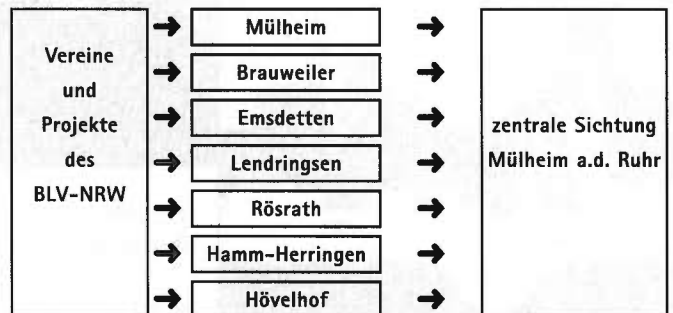 Vereine
und
Projekte
des
BLV-NRW
Mülheim
Brauweiler
Emsdetten
Lendringsen
Rösrath
Hamm-Herringen
Hövelhof
zentrale Sichtung
Mülheim a.d. Ruhr